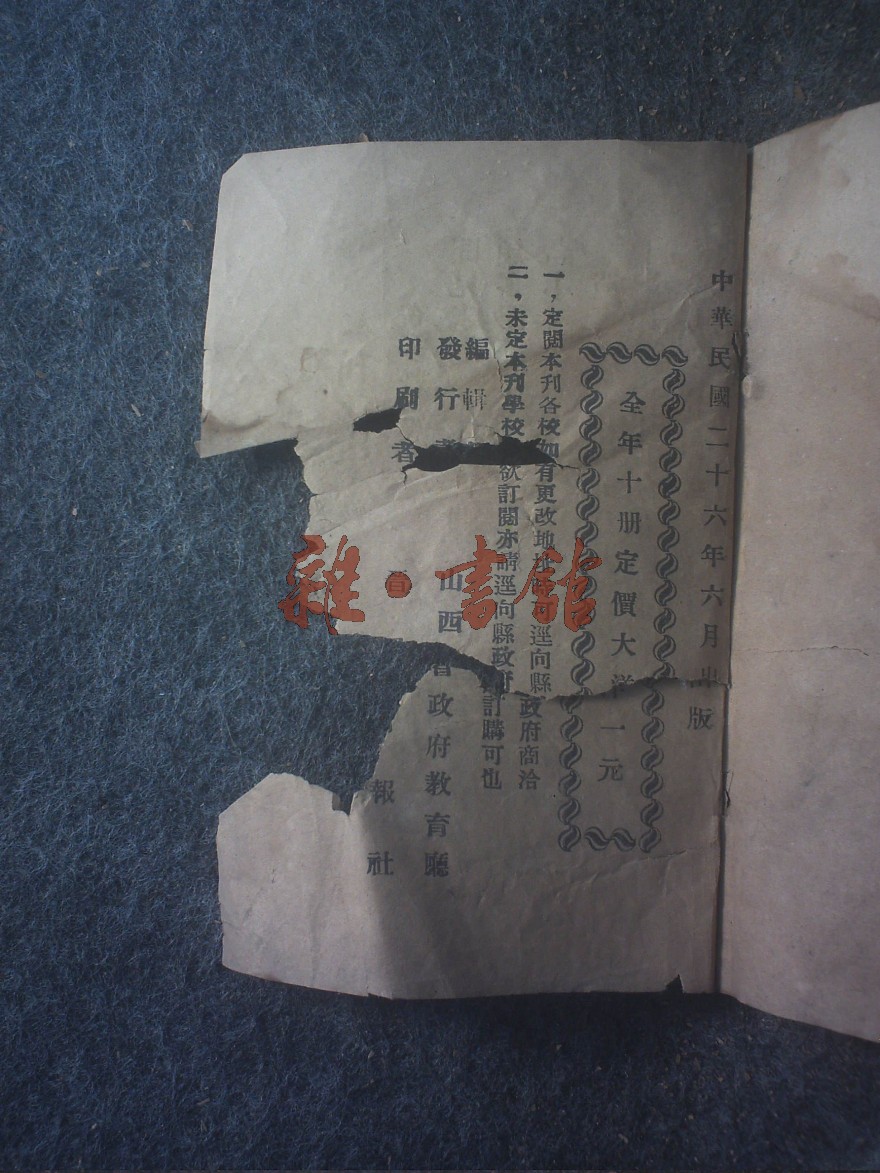 中華民國二十六年六月出版
全年十册定價大洋一元
一，定閱本刊各校如有更改地址時可逕向縣政府商洽
二，未定本刊學校欲訂閱亦請逕向縣政府訂購可也
編輯
發行者
山西省政府教育廳
印刷者
報社
雜·書館